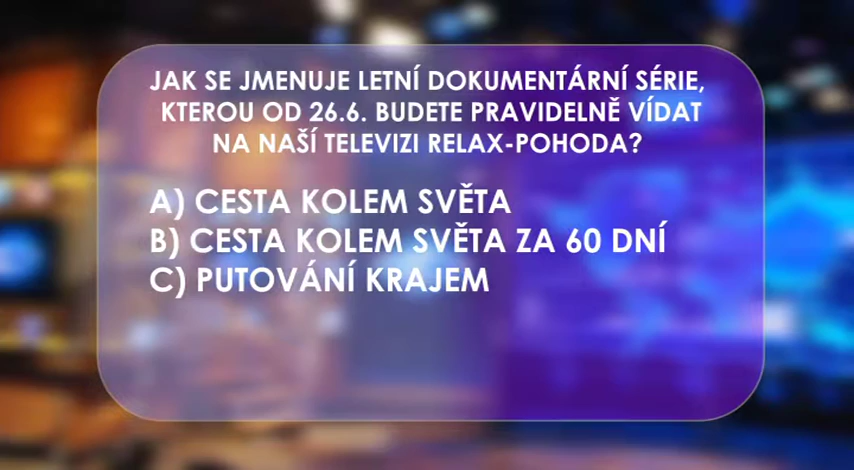 JAK SE JMENUJE LETNÍ DOKUMENTÁRNÍ SÉRIE,
KTEROU OD 26.6. BUDETE PRAVIDELNĚ VÍDAT
NA NAŠÍ TELEVIZI RELAX-POHODA?
A) CESTA KOLEM SVĚTA
B) CESTA KOLEM SVĚTA ZA 60 DNÍ
C) PUTOVÁNÍ KRAJEM